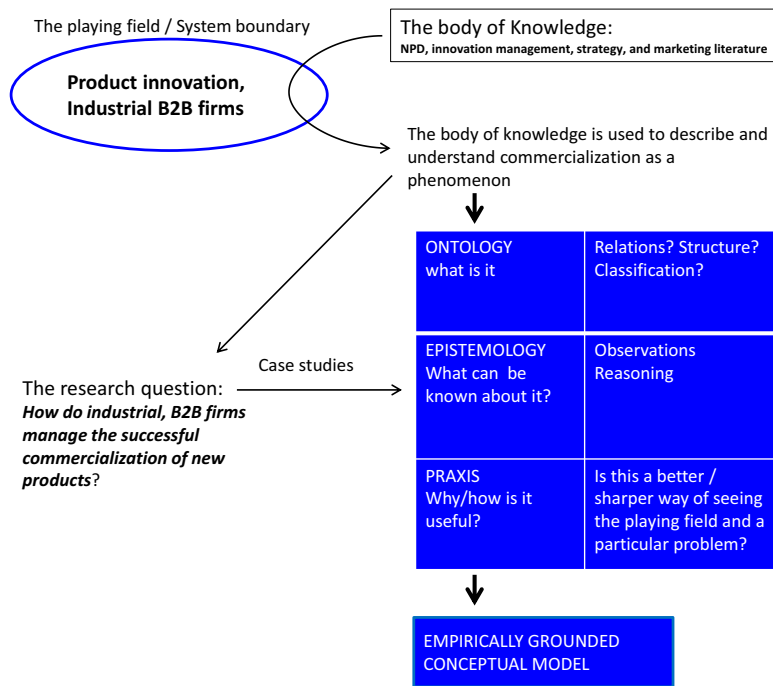 The playing field / System boundary
The body of Knowledge:
NPD, innovation management, strategy, and marketing literature
Product innovation,
Industrial B2B firms
The body of knowledge is used to describe and
understand commercialization as a
phenomenon
ONTOLOGY
what is it
Relations? Structure?
Classification?
Case studies
EPISTEMOLOGY
What can  be
known about it?
Observations
Reasoning
The research question:
How do industrial, B2B firms
manage the successful
commercialization of new
products?
PRAXIS
Why/how is it
useful?
Is this a better /
sharper way of seeing
the playing field and a
particular problem?
EMPIRICALLY GROUNDED
CONCEPTUAL MODEL